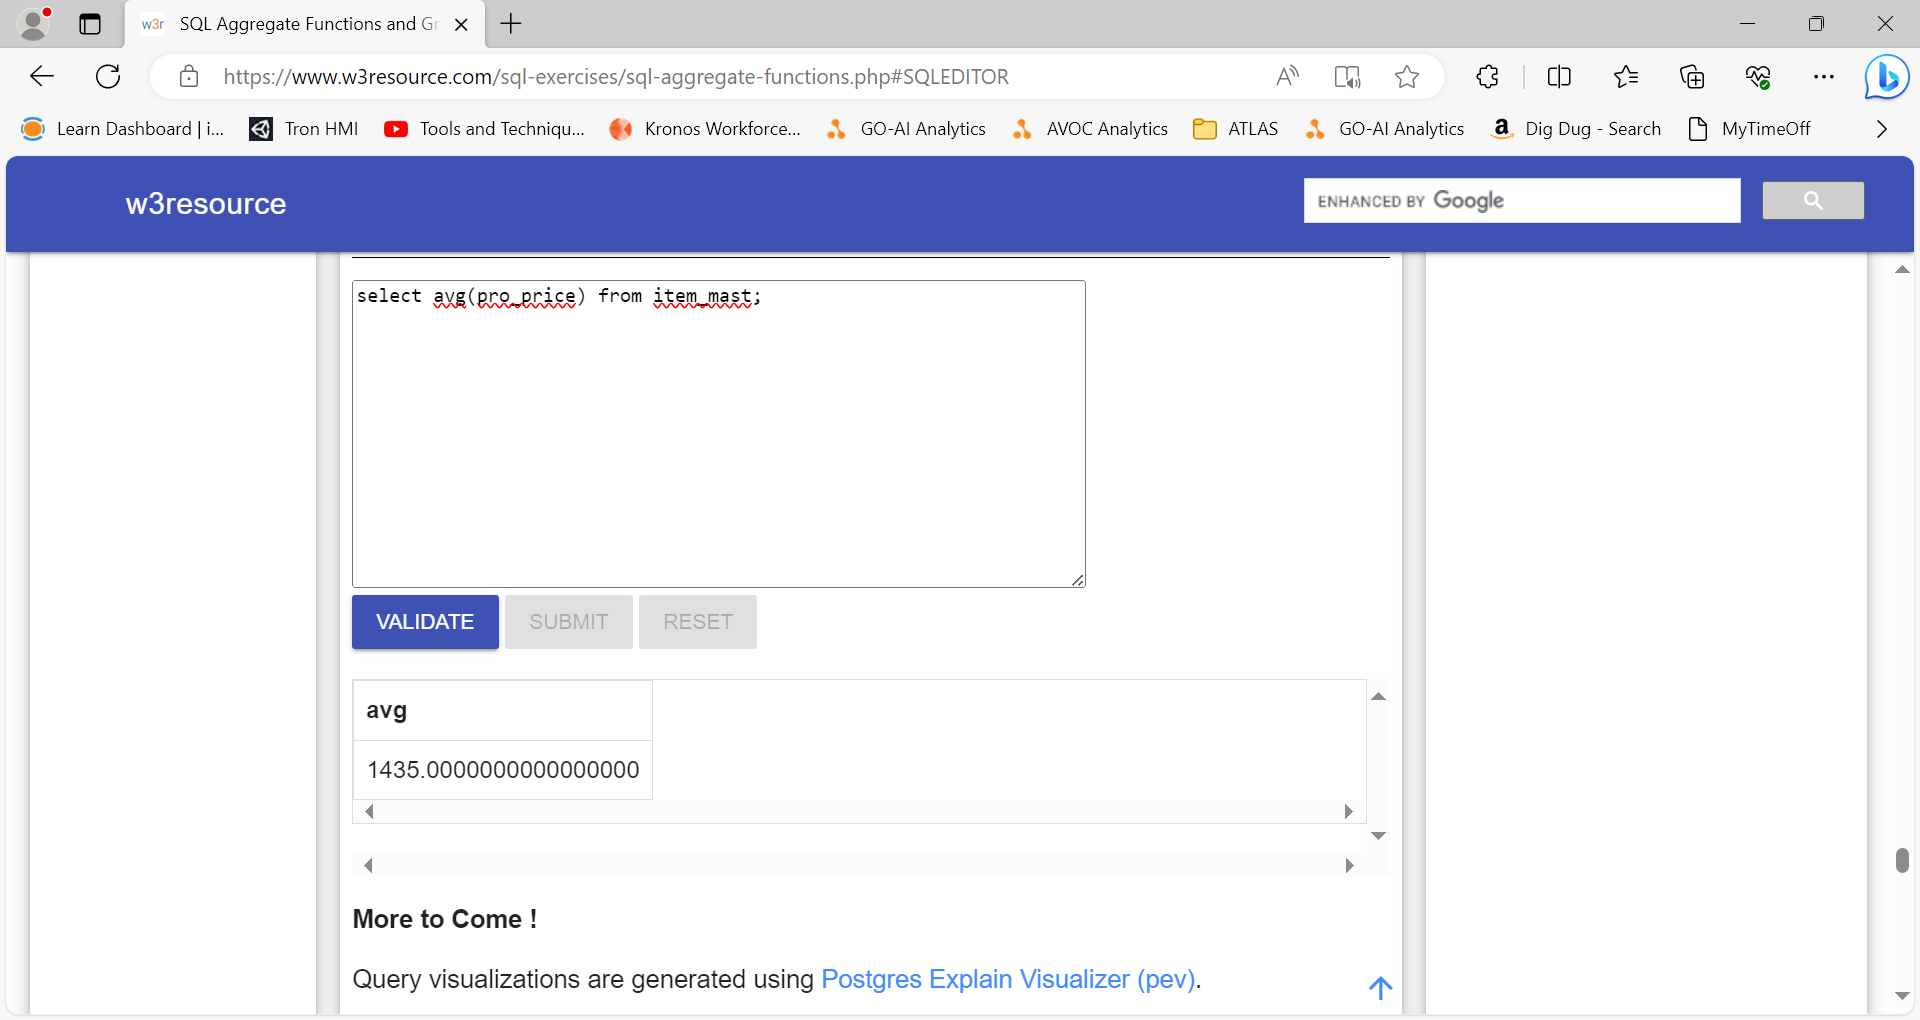 w3r SQL Aggregate Functions and Gr
https://www.w3resource.com/sql-exercises/sql-aggregate-functions.php#SQLEDITOR
Learn Dashboard | i... Tron HMI Tools and Techniqu... Kronos Workforce... GO-AI Analytics AVOC Analytics ATLAS GO-AI Analytics Dig Dug - Search MyTimeOff
w3resource ENHANCED BY Google
select avg(pro_price) from item_mast;
VALIDATE SUBMIT RESET
avg
1435.0000000000000000
More to Come !
Query visualizations are generated using Postgres Explain Visualizer (pev).